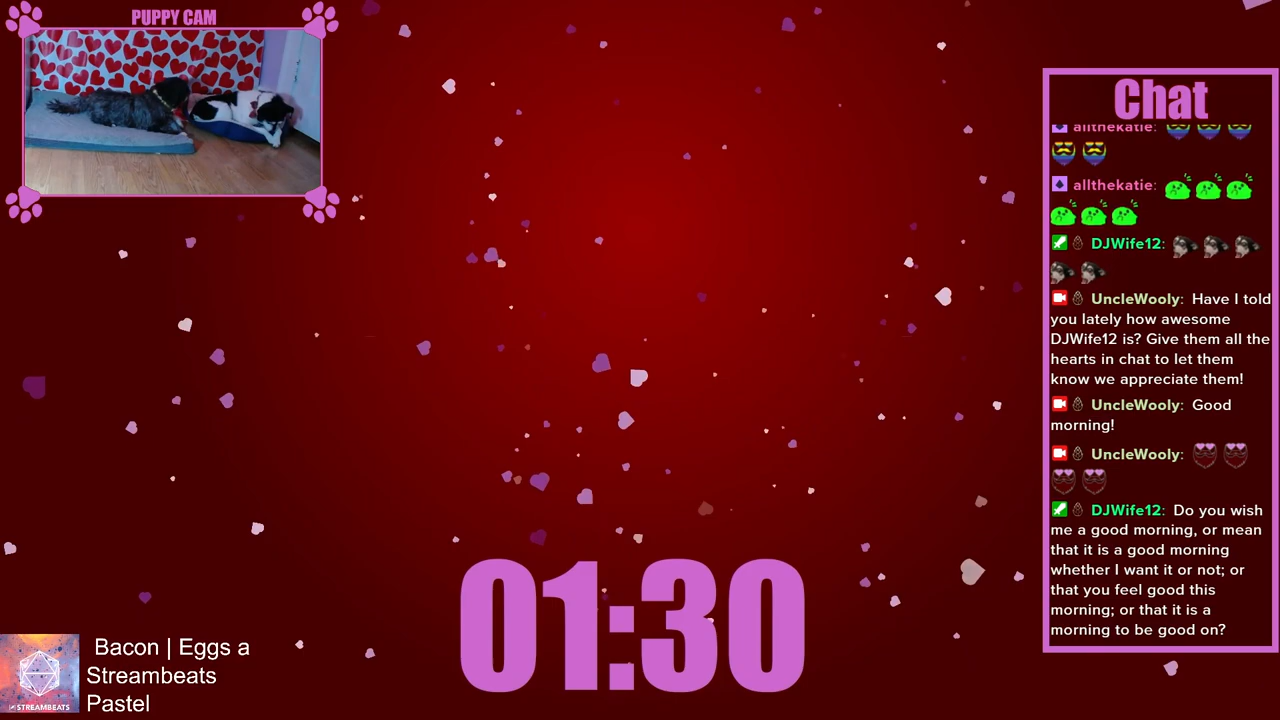 PUPPY CAM
Chat
allthekatie:
allthekatie:
DJWife12:
UncleWooly: Have I told
you lately how awesome
DJWife12 is? Give them all the
hearts in chat to let them
know we appreciate them!
UncleWooly: Good
morning!
UncleWooly:
DJWife12: Do you wish
me a good morning, or mean
that it is a good morning
whether I want it or not; or
that you feel good this
morning; or that it is a
morning to be good on?
01:30
Bacon | Eggs a
Streambeats
Pastel
STREAMBEATS